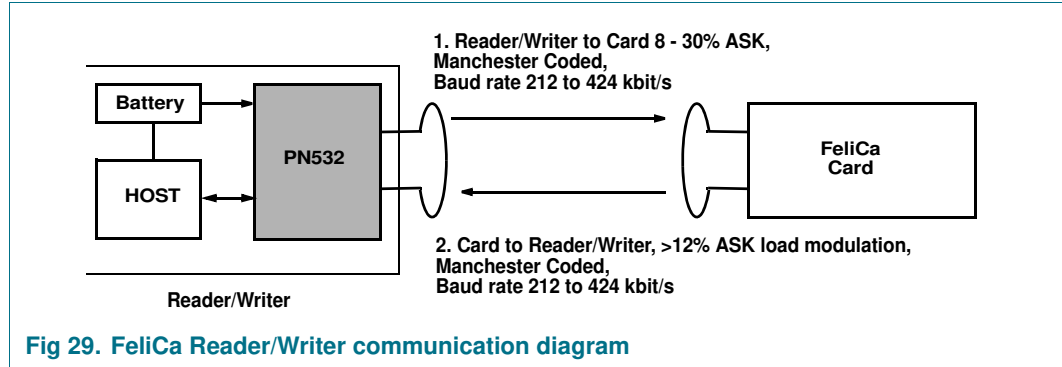 1. Reader/Writer to Card 8 - 30% ASK,
Manchester Coded,
Baud rate 212 to 424 kbit/s
Battery
PN532
HOST
FeliCa
Card
2. Card to Reader/Writer, >12% ASK load modulation,
Manchester Coded,
Baud rate 212 to 424 kbit/s
Reader/Writer
Fig 29. FeliCa Reader/Writer communication diagram